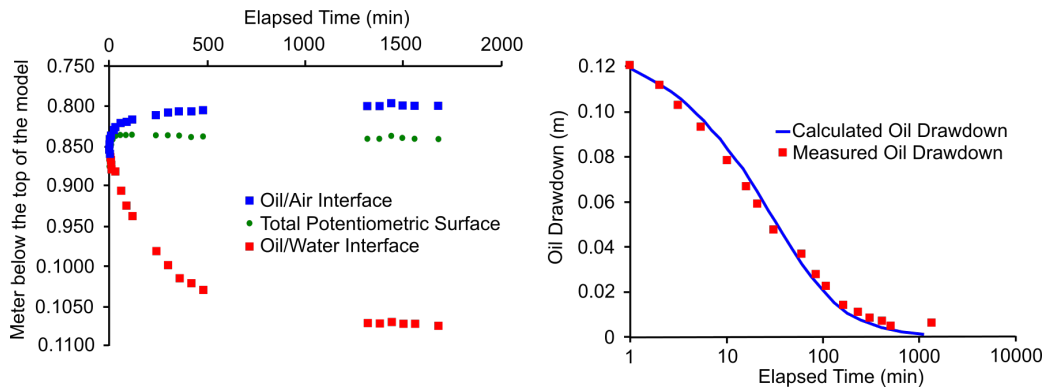 Elapsed Time (min)
0 500 1000 1500 2000
0.750
0.800
0.850
0.900
0.950
0.1000
0.1050
0.1100
Meter below the top of the model
Oil/Air Interface
Total Potentiometric Surface
Oil/Water Interface
0.12
0.10
0.08
0.06
0.04
0.02
0
Oil Drawdown (m)
Calculated Oil Drawdown
Measured Oil Drawdown
1 10 100 1000 10000
Elapsed Time (min)